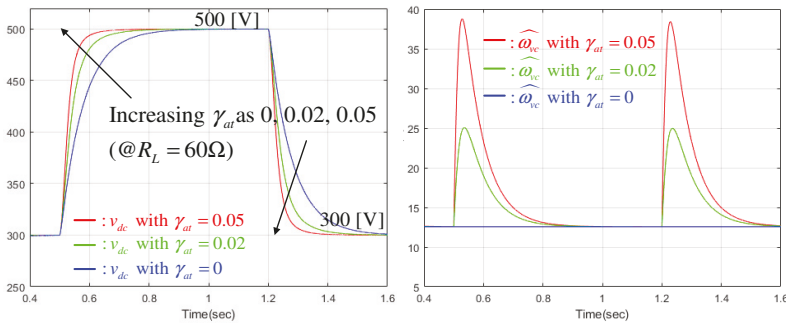 500 [V]
500
450
400
350
300
250
Increasing γat as 0, 0.02, 0.05
(@RL = 60Ω)
300 [V]
: vdc with γat = 0.05
: vdc with γat = 0.02
: vdc with γat = 0
0.4 0.6 0.8 1 1.2 1.4 1.6
Time(sec)
40
35
30
25
20
15
10
5
: ω̂vc with γat = 0.05
: ω̂vc with γat = 0.02
: ω̂vc with γat = 0
0.4 0.6 0.8 1 1.2 1.4 1.6
Time(sec)